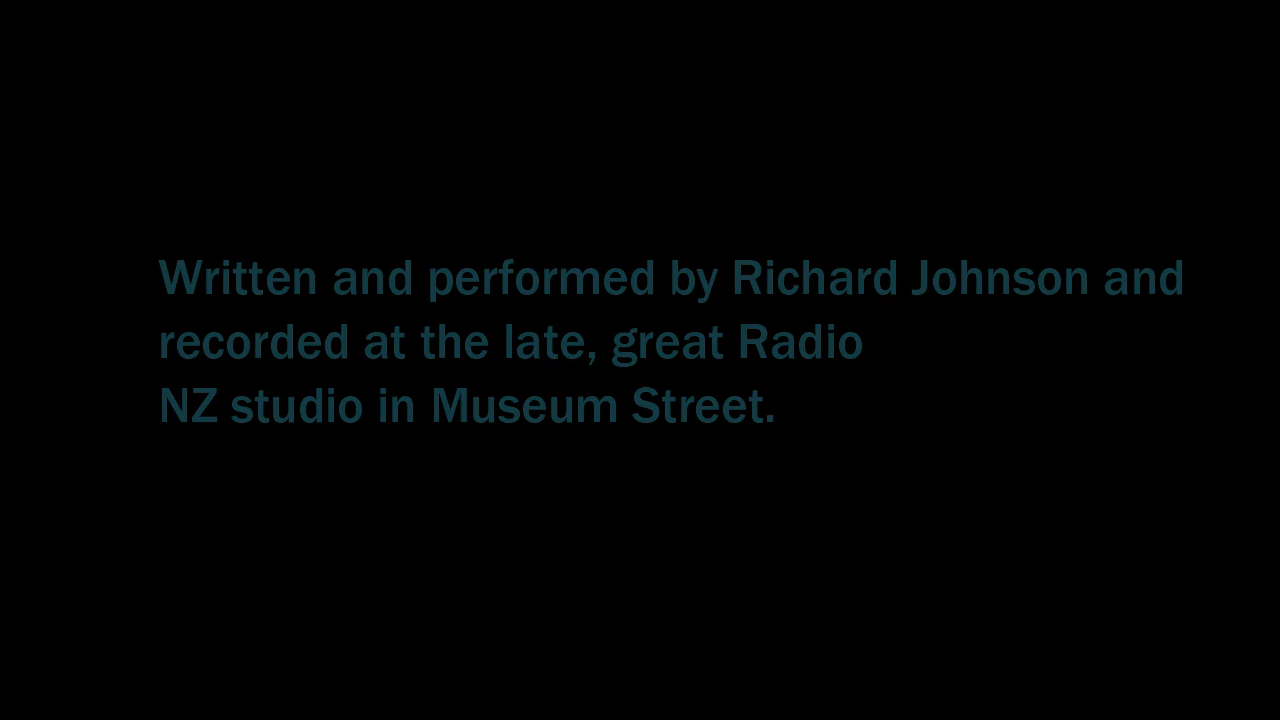 Written and performed by Richard Johnson and
recorded at the late, great Radio
NZ studio in Museum Street.